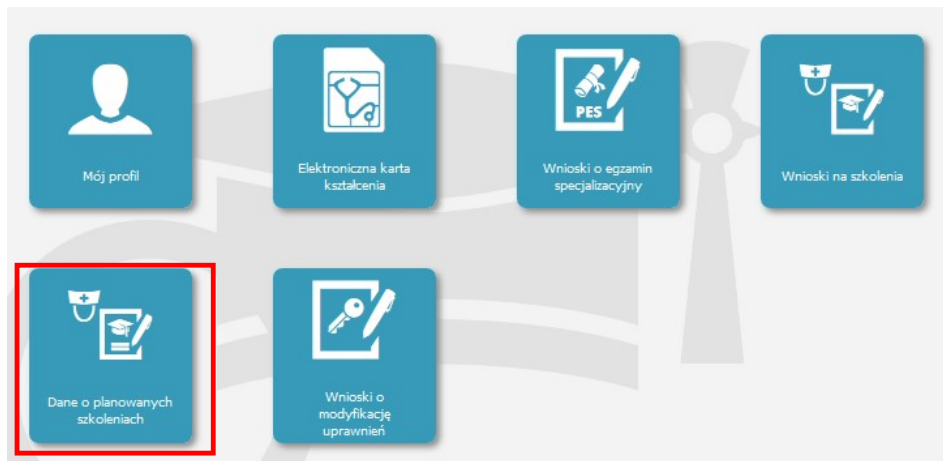 Mój profil
Elektroniczna karta
kształcenia
PES
Wnioski o egzamin
specjalizacyjny
Wnioski na szkolenia
Dane o planowanych
szkoleniach
Wnioski o
modyfikację
uprawnień